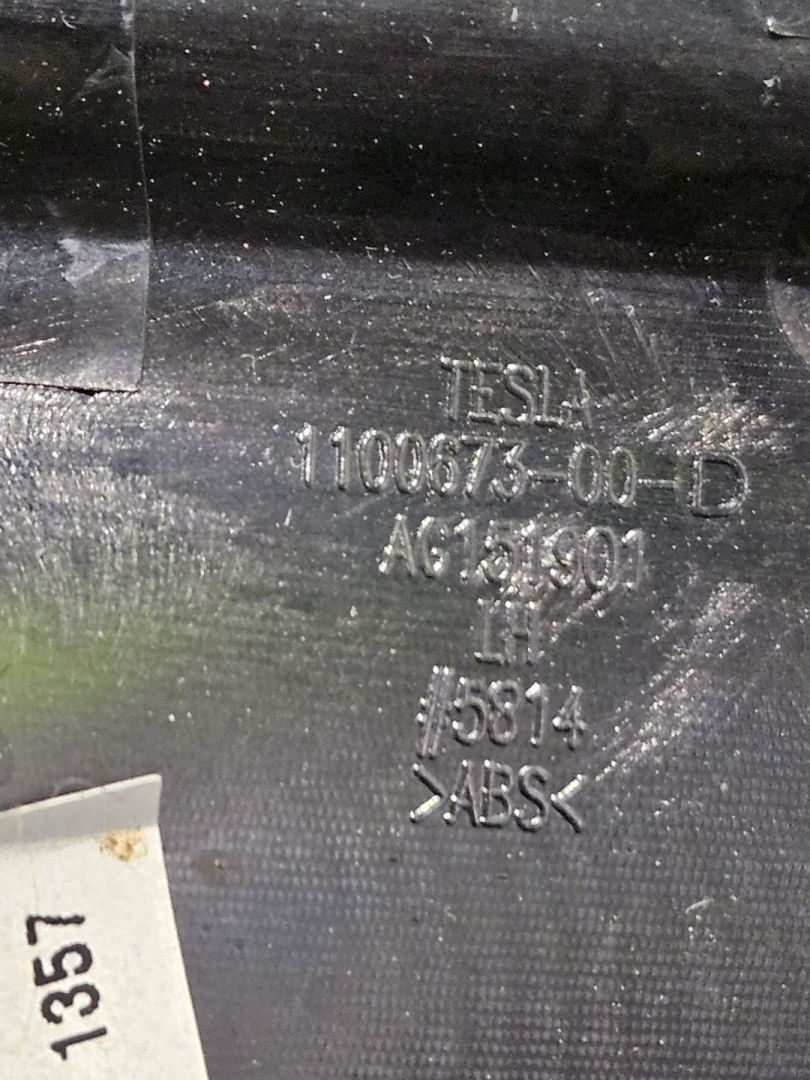 TESLA
1100673-00-D
AG151901
LH
#5814
>ABS<
1357